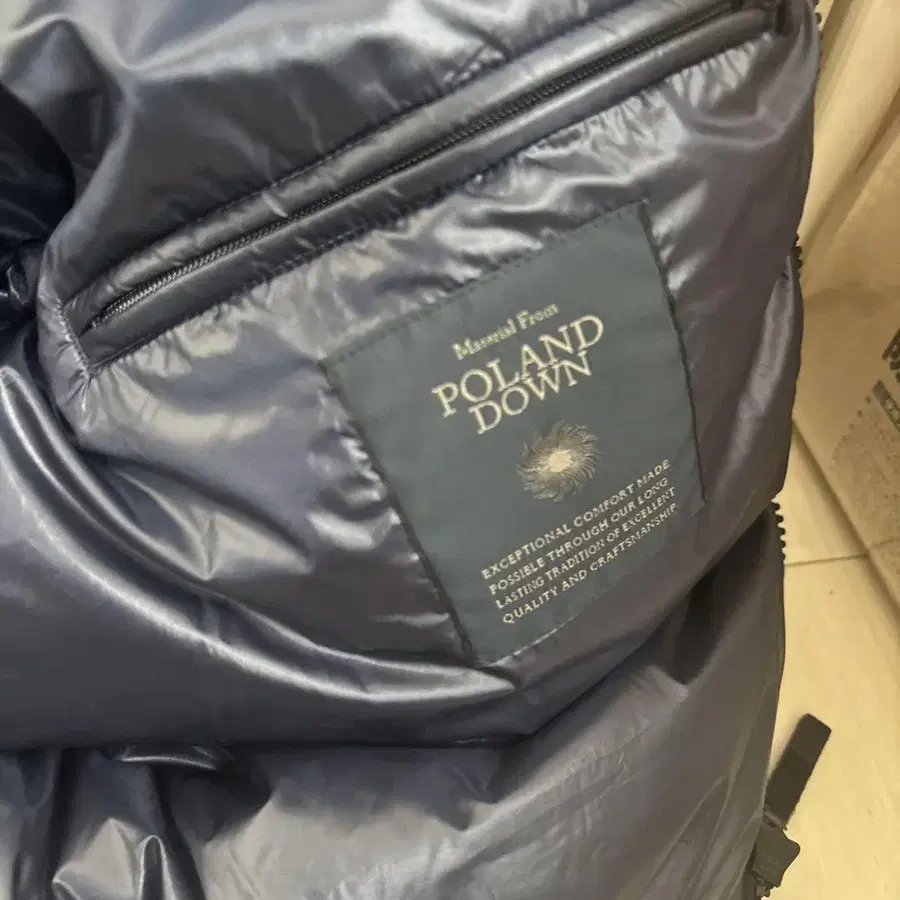 Material From
POLAND
DOWN
EXCEPTIONAL COMFORT MADE
POSSIBLE THROUGH OUR LONG
LASTING TRADITION OF EXCELLENT
QUALITY AND CRAFTSMANSHIP